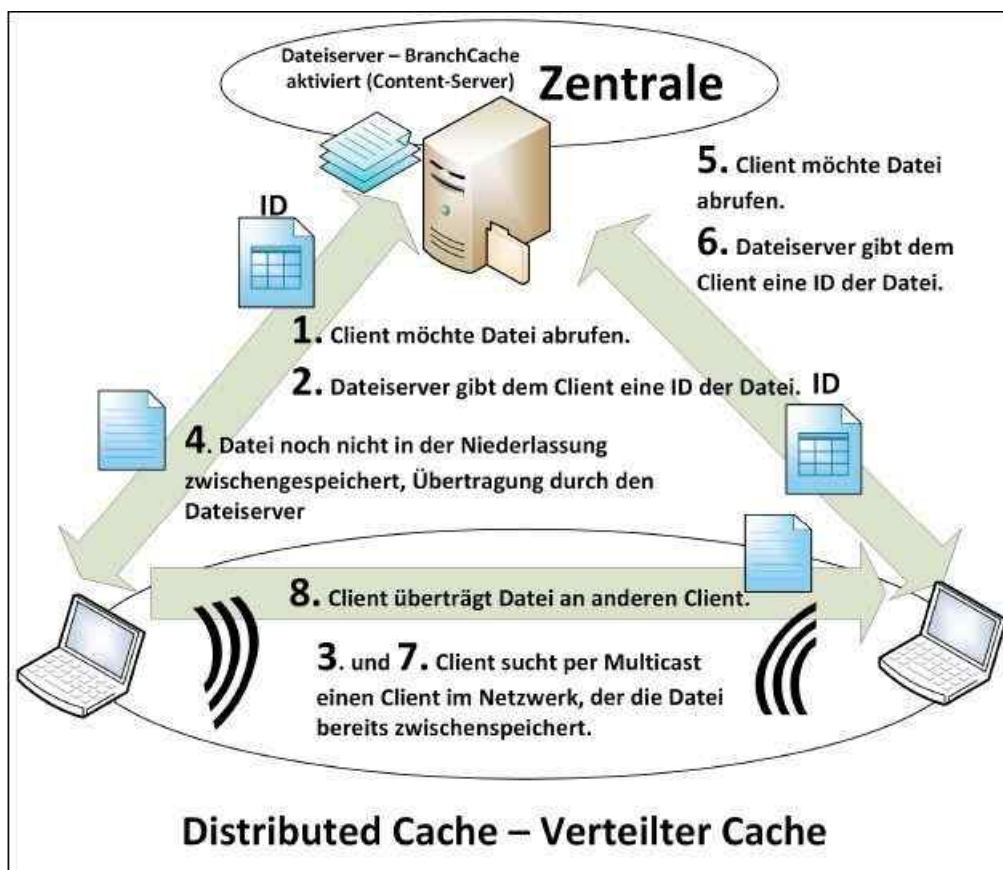 Dateiserver – BranchCache
aktiviert (Content-Server)
Zentrale
5. Client möchte Datei
abrufen.
6. Dateiserver gibt dem
Client eine ID der Datei.
ID
1. Client möchte Datei abrufen.
2. Dateiserver gibt dem Client eine ID der Datei.
ID
4. Datei noch nicht in der Niederlassung
zwischengespeichert, Übertragung durch den
Dateiserver
8. Client überträgt Datei an anderen Client.
3. und 7. Client sucht per Multicast
einen Client im Netzwerk, der die Datei
bereits zwischenspeichert.
Distributed Cache – Verteilter Cache